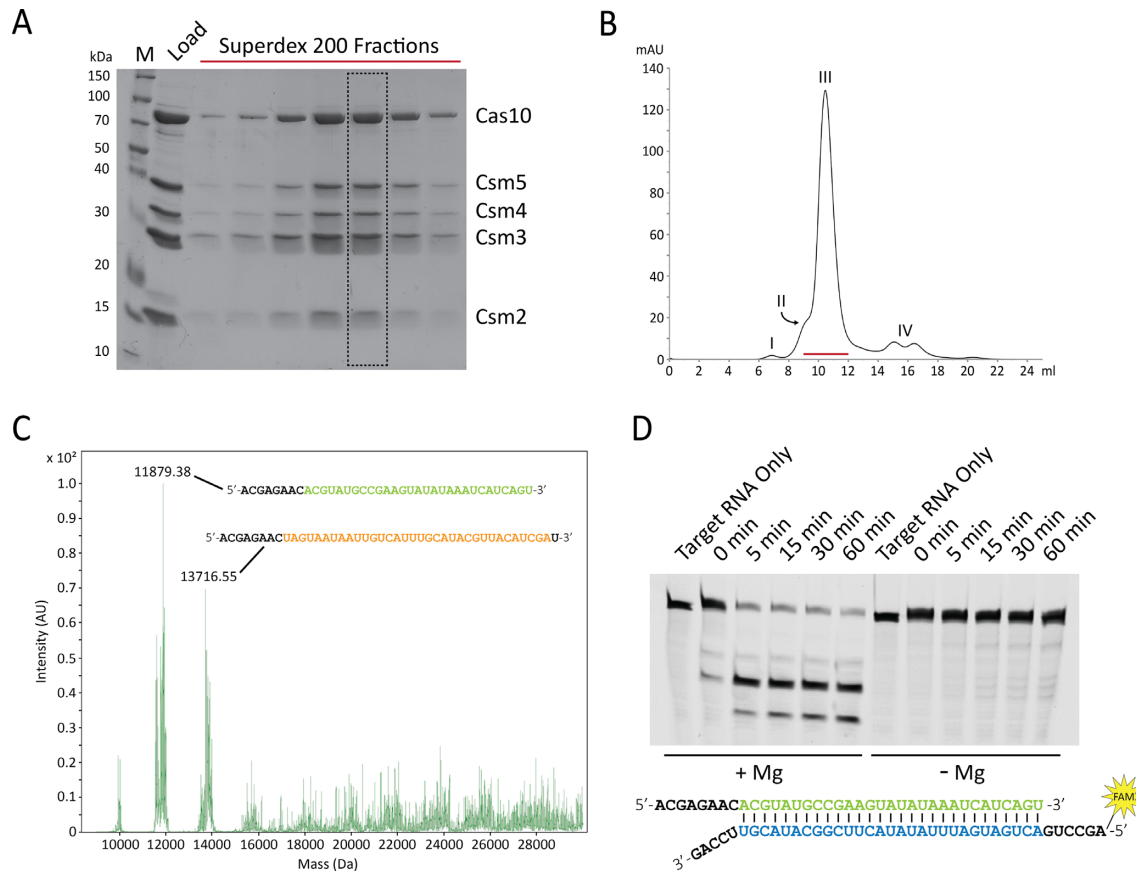 A
kDa
M
Load
Superdex 200 Fractions
150
100
70
50
40
30
20
15
10
Cas10
Csm5
Csm4
Csm3
Csm2
B
mAU
140
120
100
80
60
40
20
0
I
II
III
IV
0 2 4 6 8 10 12 14 16 18 20 22 24 ml
C
x 10²
1.0
0.9
0.8
0.7
0.6
0.5
0.4
0.3
0.2
0.1
0
Intensity (AU)
11879.38
5′-ACGAGAACACGUAUGCCGAAGUAUAUAAAUCAUCAGU-3′
5′-ACGAGAACUAGUAAUAAUUGUCAUUUGCAUACGUUACAUCGAU-3′
13716.55
10000 12000 14000 16000 18000 20000 22000 24000 26000 28000
Mass (Da)
D
Target RNA Only
0 min
5 min
15 min
30 min
60 min
Target RNA Only
0 min
5 min
15 min
30 min
60 min
+ Mg
- Mg
FAM
5′-ACGAGAACACGUAUGCCGAAGUAUAUAAAUCAUCAGU-3′
3′-GACCUUGCAUACGGCUUCAUAUAUUUAGUAGUCAGUCCGA-5′